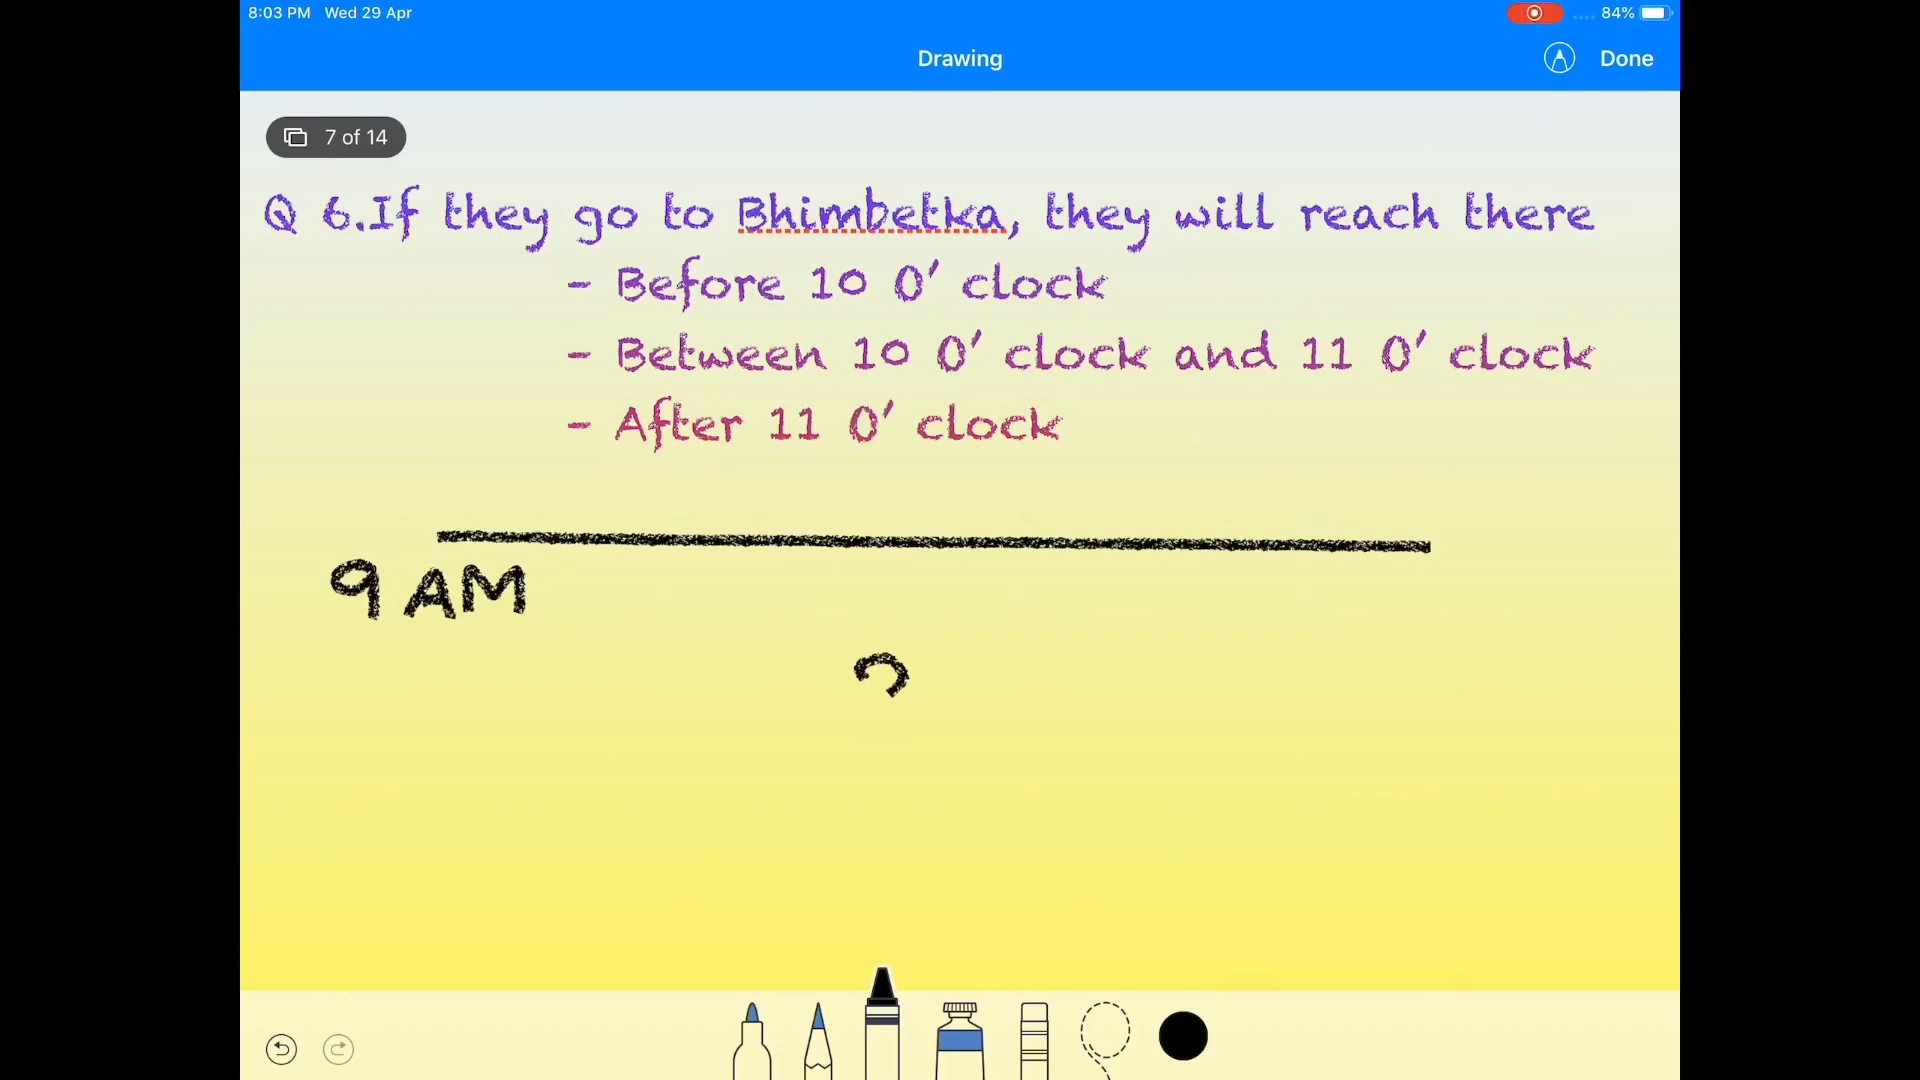 8:03 PM Wed 29 Apr 84%
Drawing Done
7 of 14
Q 6.If they go to Bhimbetka, they will reach there
- Before 10 O' clock
- Between 10 O' clock and 11 O' clock
- After 11 O' clock
9 AM